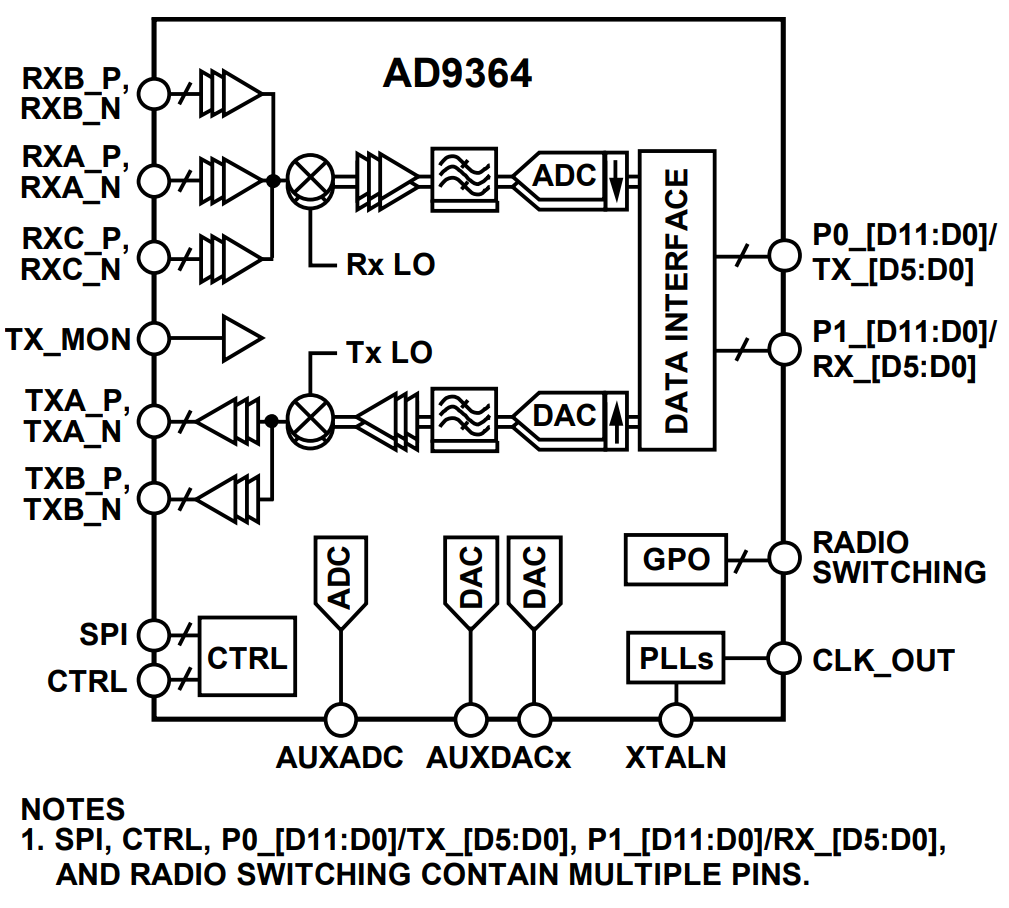 AD9364
RXB_P,
RXB_N
RXA_P,
RXA_N
RXC_P,
RXC_N
TX_MON
TXA_P,
TXA_N
TXB_P,
TXB_N
ADC
Rx LO
Tx LO
DAC
DATA INTERFACE
P0_[D11:D0]/
TX_[D5:D0]
P1_[D11:D0]/
RX_[D5:D0]
ADC
DAC
DAC
GPO
RADIO
SWITCHING
SPI
CTRL
CTRL
PLLs
CLK_OUT
AUXADC
AUXDACx
XTALN
NOTES
1. SPI, CTRL, P0_[D11:D0]/TX_[D5:D0], P1_[D11:D0]/RX_[D5:D0],
AND RADIO SWITCHING CONTAIN MULTIPLE PINS.